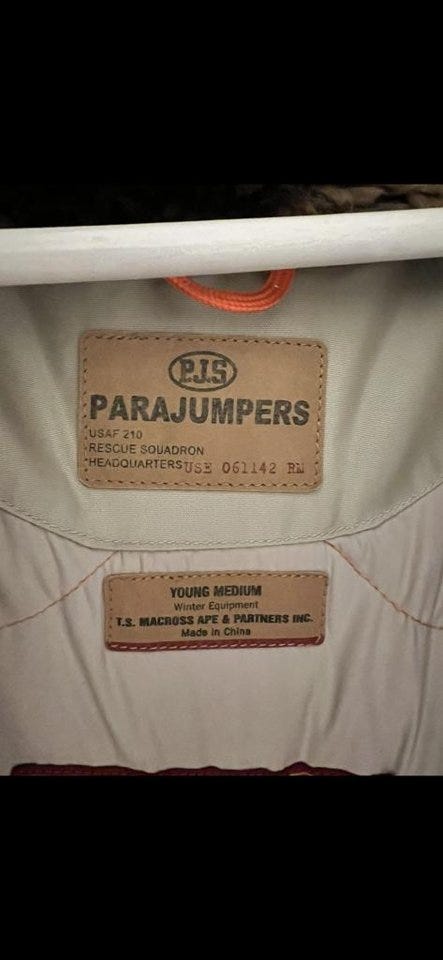 PJS
PARAJUMPERS
USAF 210
RESCUE SQUADRON
HEADQUARTERS USE 061142 RM
YOUNG MEDIUM
Winter Equipment
T.S. MACROSS APE & PARTNERS INC.
Made in China